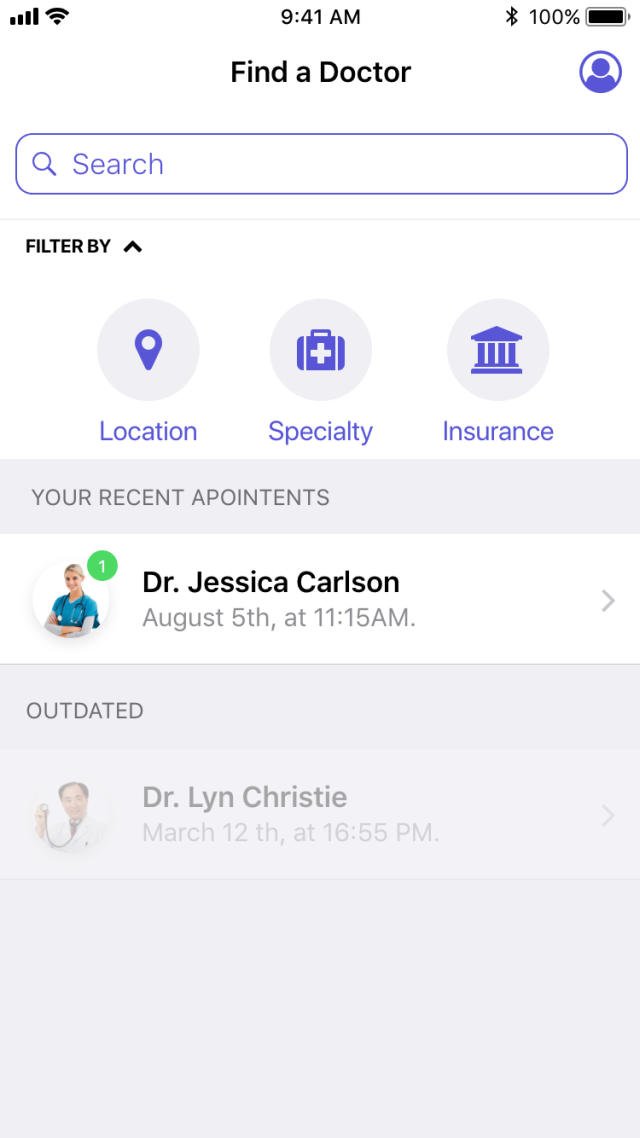 9:41 AM
100%
Find a Doctor
Search
FILTER BY
Location
Specialty
Insurance
YOUR RECENT APOINTENTS
1
Dr. Jessica Carlson
August 5th, at 11:15AM.
OUTDATED
Dr. Lyn Christie
March 12 th, at 16:55 PM.